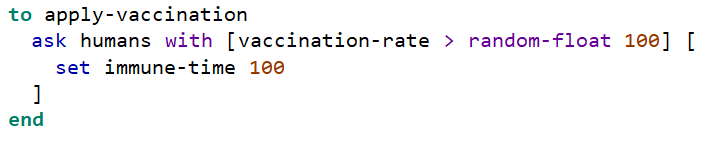 to apply-vaccination
  ask humans with [vaccination-rate > random-float 100] [
    set immune-time 100
  ]
end